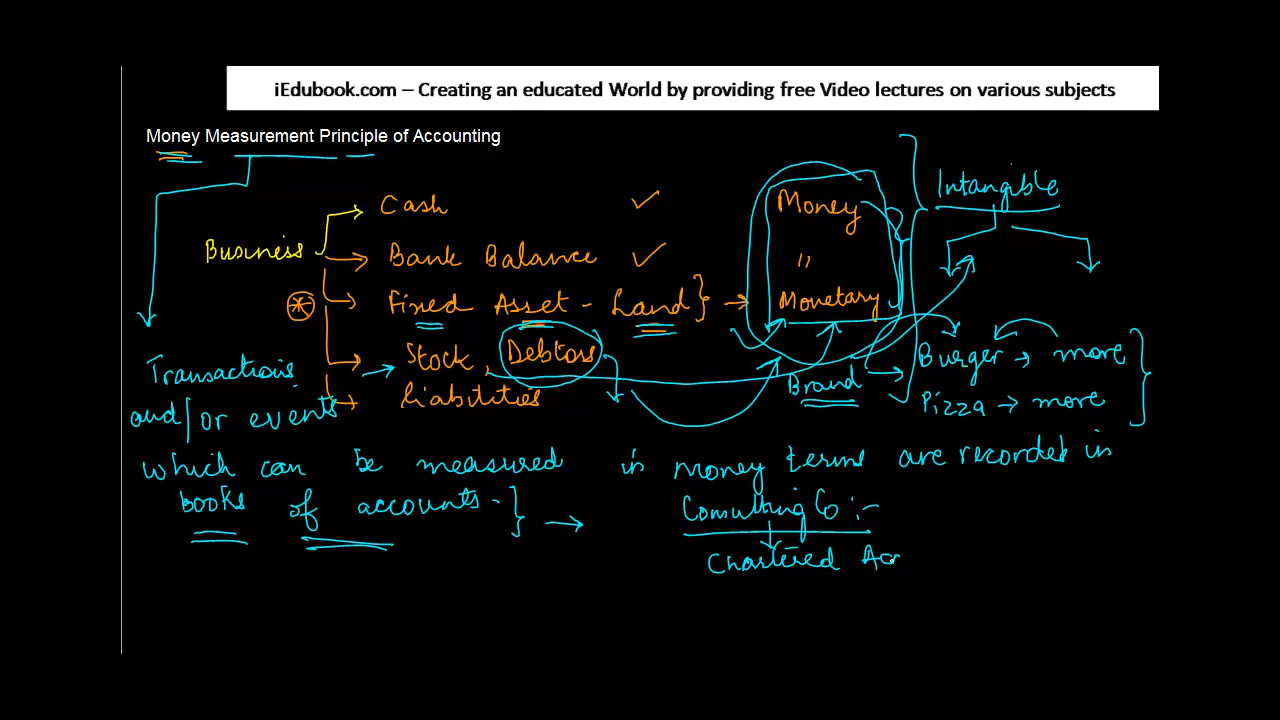 iEdubook.com – Creating an educated World by providing free Video lectures on various subjects
Money Measurement Principle of Accounting
Intangible
Cash
Money
Business
Bank Balance
"
Fixed Asset - Land
Monetary
Stock, Debtors
Burger → more
Transactions
Brand
liabilities
Pizza → more
and/or events
which can be measured in money terms are recorded in
books of accounts.
Consulting Co :-
Chartered Acc